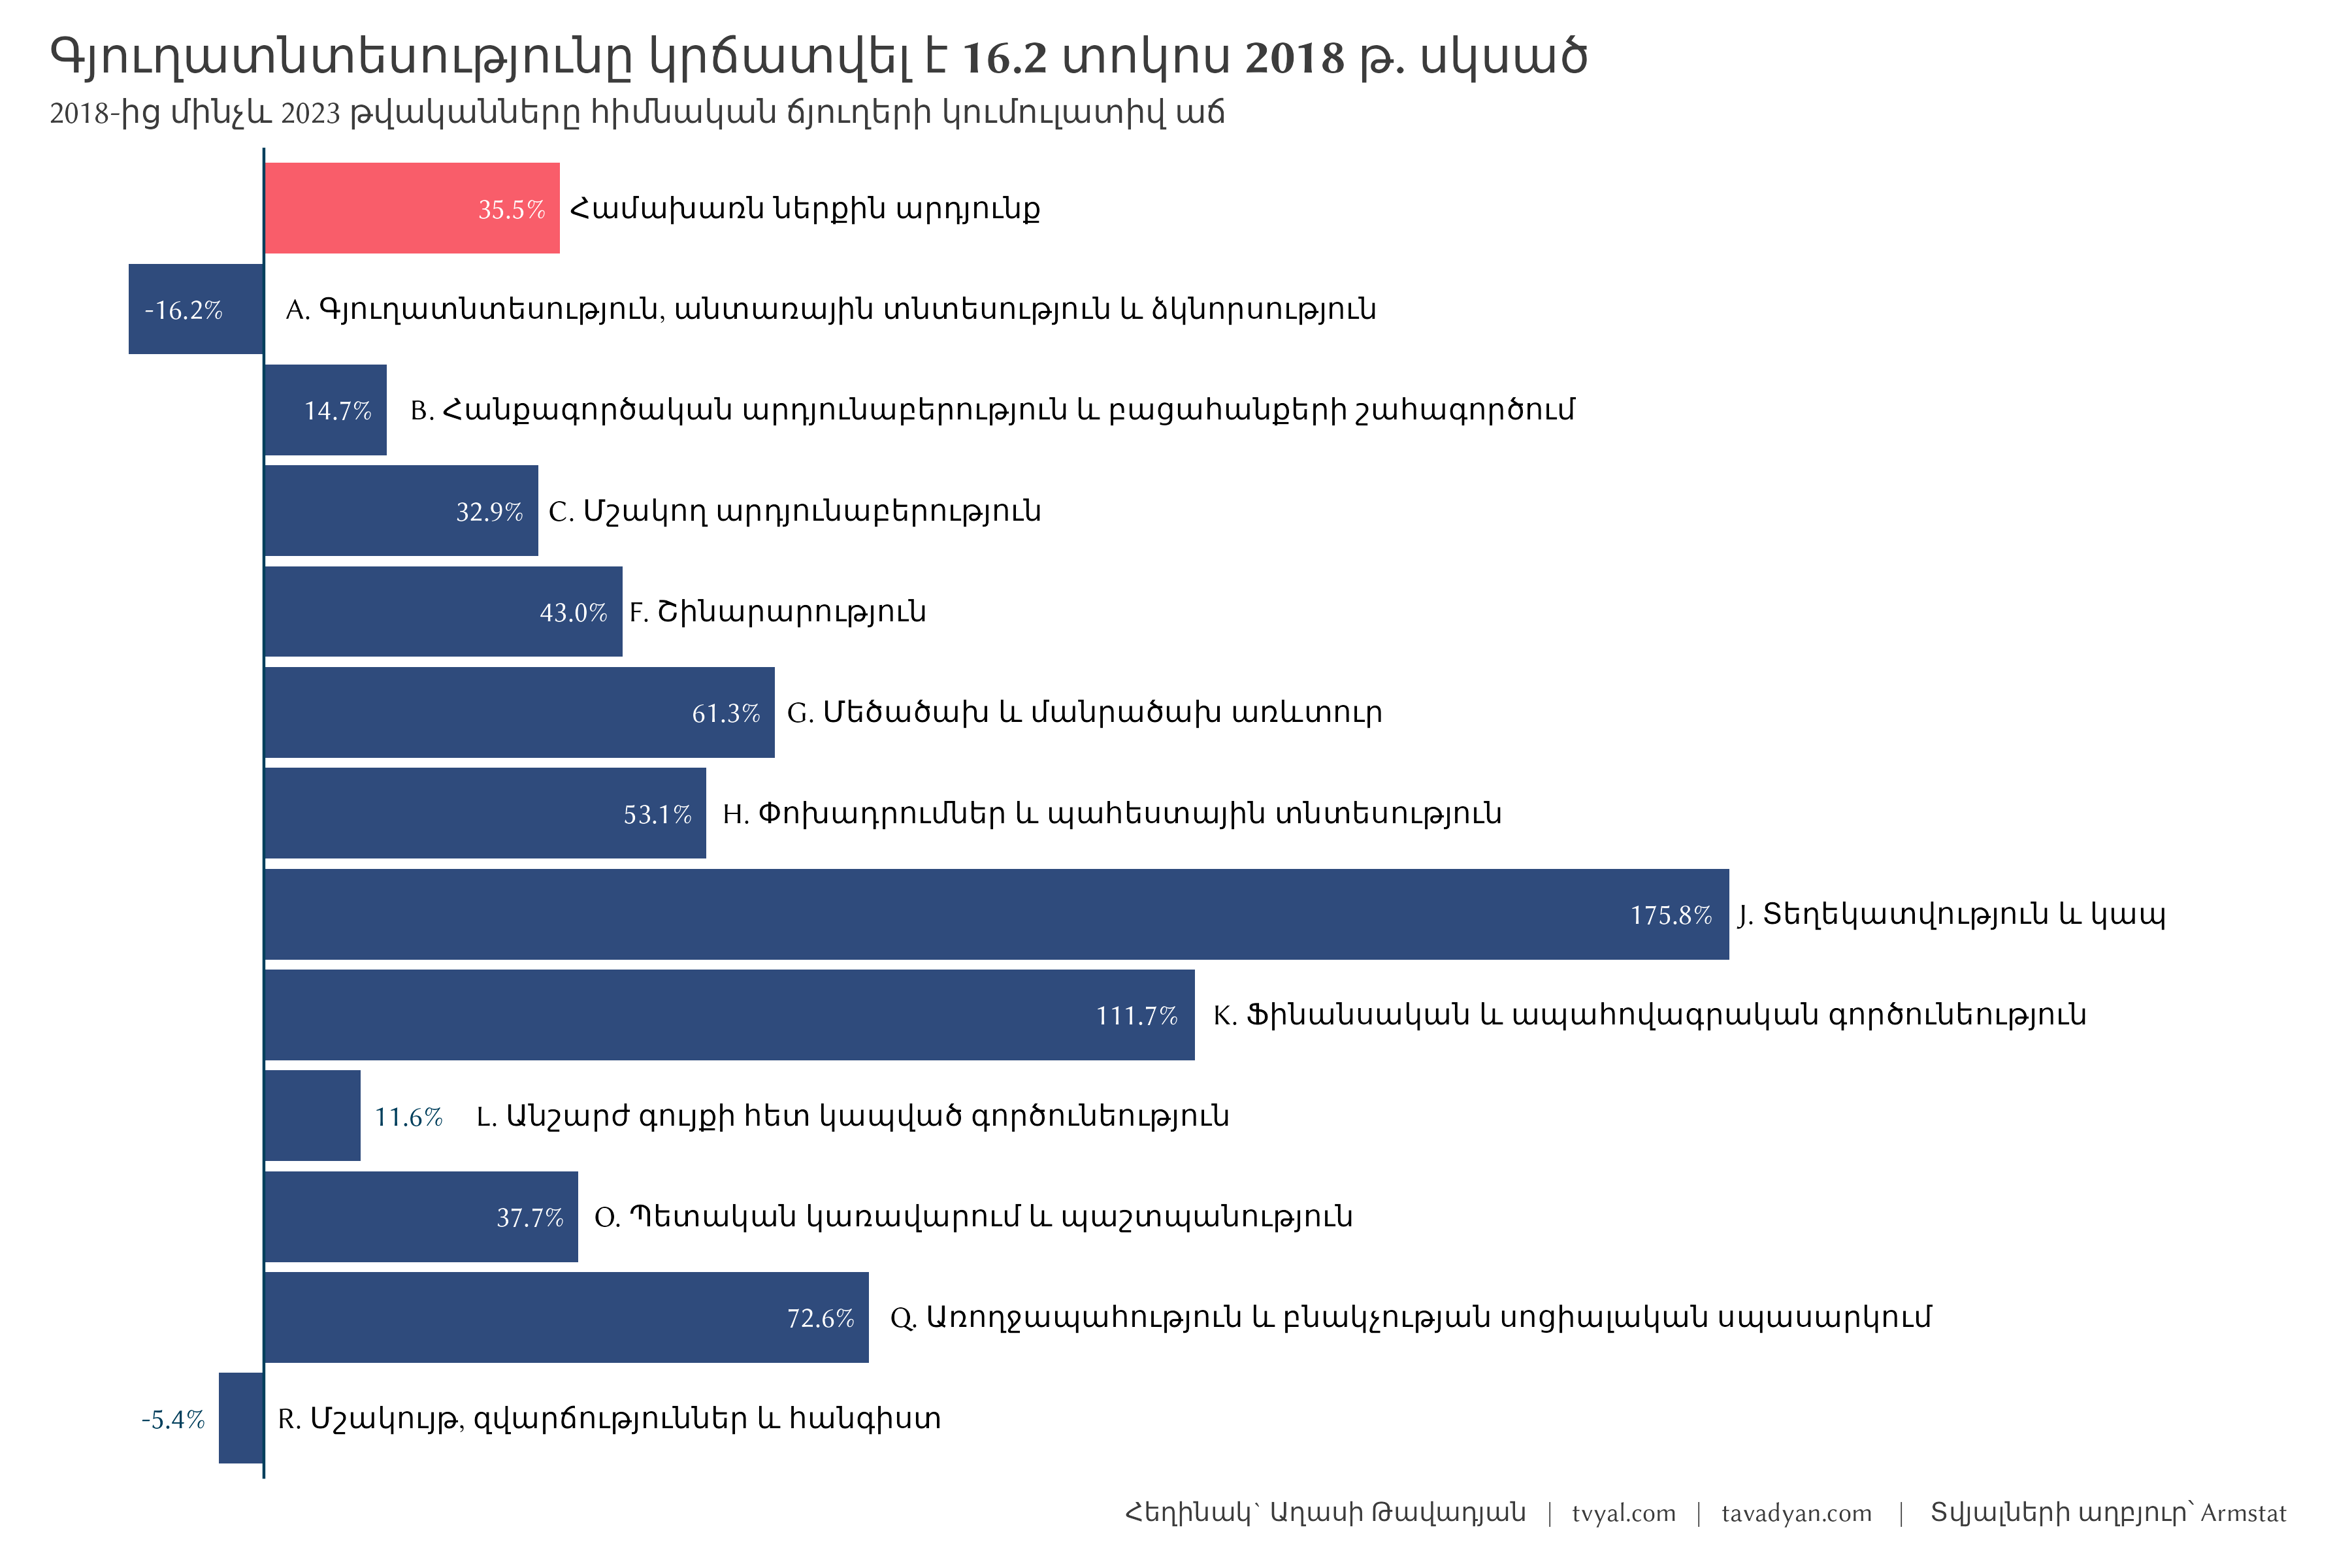 Գյուղատնտեսությունը կրճատվել է 16.2 տոկոս 2018 թ. սկսած
2018-ից մինչև 2023 թվականները հիմնական ճյուղերի կումուլատիվ աճ
35.5% Համախառն ներքին արդյունք
-16.2% A. Գյուղատնտեսություն, անտառային տնտեսություն և ձկնորսություն
14.7% B. Հանքագործական արդյունաբերություն և բացահանքերի շահագործում
32.9% C. Մշակող արդյունաբերություն
43.0% F. Շինարարություն
61.3% G. Մեծածախ և մանրածախ առևտուր
53.1% H. Փոխադրումներ և պահեստային տնտեսություն
175.8% J. Տեղեկատվություն և կապ
111.7% K. Ֆինանսական և ապահովագրական գործունեություն
11.6% L. Անշարժ գույքի հետ կապված գործունեություն
37.7% O. Պետական կառավարում և պաշտպանություն
72.6% Q. Առողջապահություն և բնակչության սոցիալական սպասարկում
-5.4% R. Մշակույթ, զվարճություններ և հանգիստ
Հեղինակ` Աղասի Թավադյան | tvyal.com | tavadyan.com | Տվյալների աղբյուր՝ Armstat